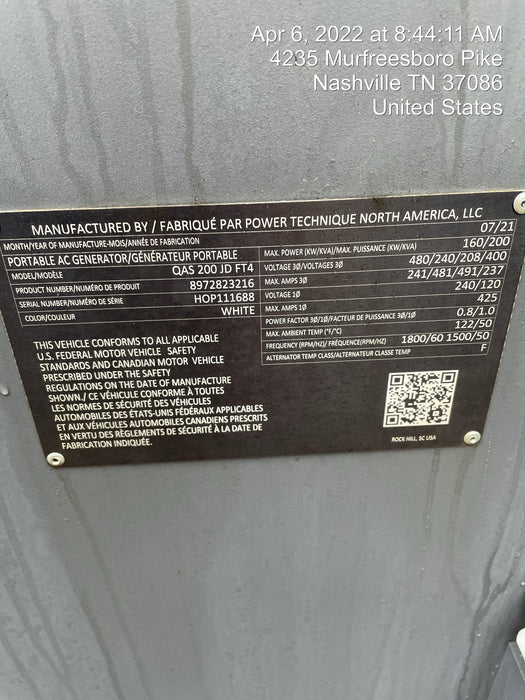 Apr 6, 2022 at 8:44:11 AM
4235 Murfreesboro Pike
Nashville TN 37086
United States
MANUFACTURED BY / FABRIQUÉ PAR POWER TECHNIQUE NORTH AMERICA, LLC
MONTH/YEAR OF MANUFACTURE-MOIS/ANNÉE DE FABRICATION 07/21
PORTABLE AC GENERATOR/GÉNÉRATEUR PORTABLE
MODEL/MODÈLE QAS 200 JD FT4
PRODUCT NUMBER/NUMÉRO DE PRODUIT 8972823216
SERIAL NUMBER/NUMÉRO DE SÉRIE HOP111688
COLOR/COULEUR WHITE
MAX. POWER (KW/KVA)/MAX. PUISSANCE (KW/KVA) 160/200
VOLTAGE 3Ø/VOLTAGES 3Ø 480/240/208/400
MAX. AMPS 3Ø 241/481/491/237
VOLTAGE 1Ø 240/120
MAX. AMPS 1Ø 425
POWER FACTOR 3Ø/1Ø/FACTEUR DE PUISSANCE 3Ø/1Ø 0.8/1.0
MAX. AMBIENT TEMP (°F/°C) 122/50
FREQUENCY (RPM/HZ) / FRÉQUENCE(RPM/HZ) 1800/60 1500/50
ALTERNATOR TEMP CLASS/ALTERNATEUR CLASSE TEMP F
THIS VEHICLE CONFORMS TO ALL APPLICABLE
U.S. FEDERAL MOTOR VEHICLE SAFETY
STANDARDS AND CANADIAN MOTOR VEHICLE
PRESCRIBED UNDER THE SAFETY
REGULATIONS ON THE DATE OF MANUFACTURE
SHOWN./ CE VÉHICULE CONFORME À TOUTES
LES NORMES DE SÉCURITÉ DES VÉHICULES
AUTOMOBILES DES ÉTATS-UNIS FÉDÉRAUX APPLICABLES
ET AUX VÉHICULES AUTOMOBILES CANADIENS PRESCRITS
EN VERTU DES RÈGLEMENTS DE SÉCURITÉ À LA DATE DE
FABRICATION INDIQUÉE.
ROCK HILL, SC USA